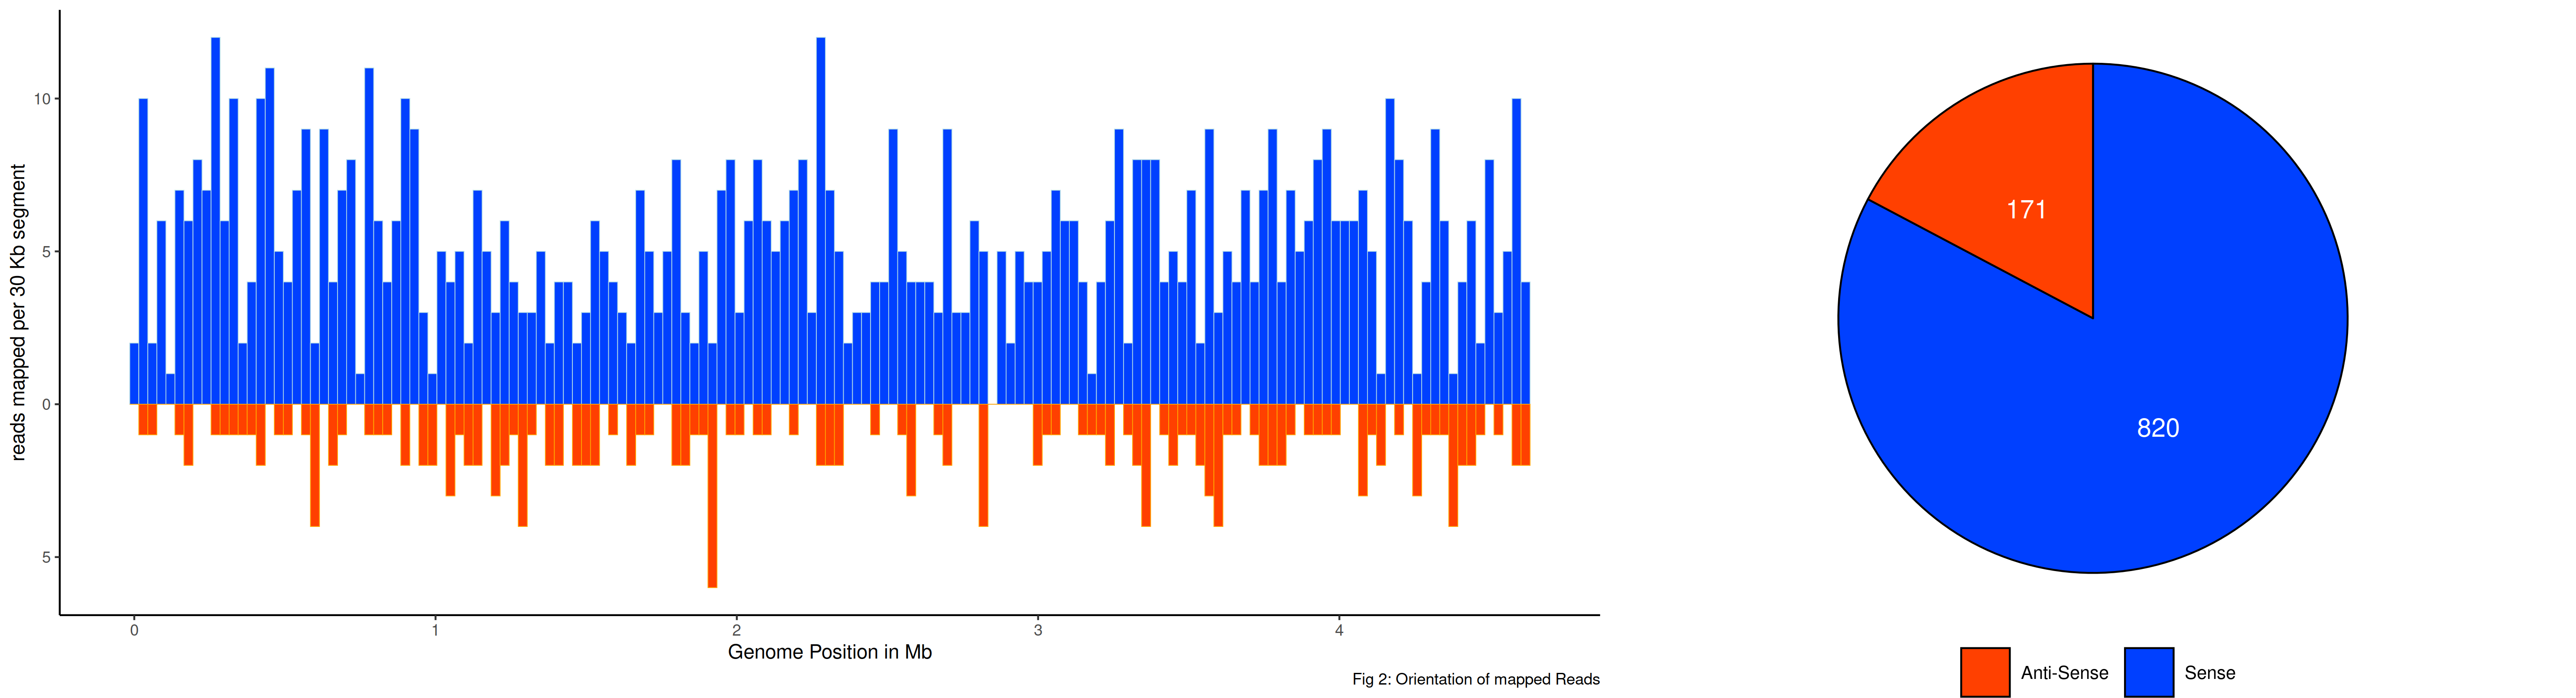 reads mapped per 30 Kb segment
10
5
0
5
0 1 2 3 4
Genome Position in Mb
Fig 2: Orientation of mapped Reads
171
820
Anti-Sense Sense